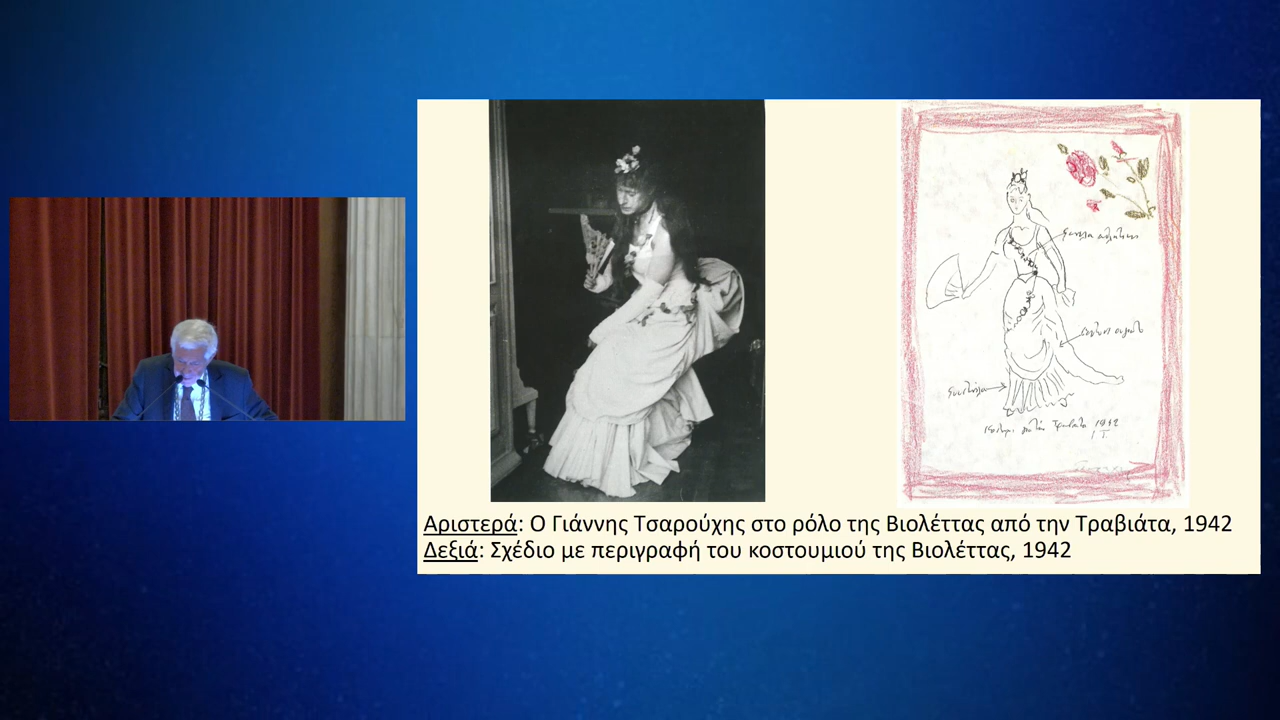 Αριστερά: Ο Γιάννης Τσαρούχης στο ρόλο της Βιολέττας από την Τραβιάτα, 1942
Δεξιά: Σχέδιο με περιγραφή του κοστουμιού της Βιολέττας, 1942